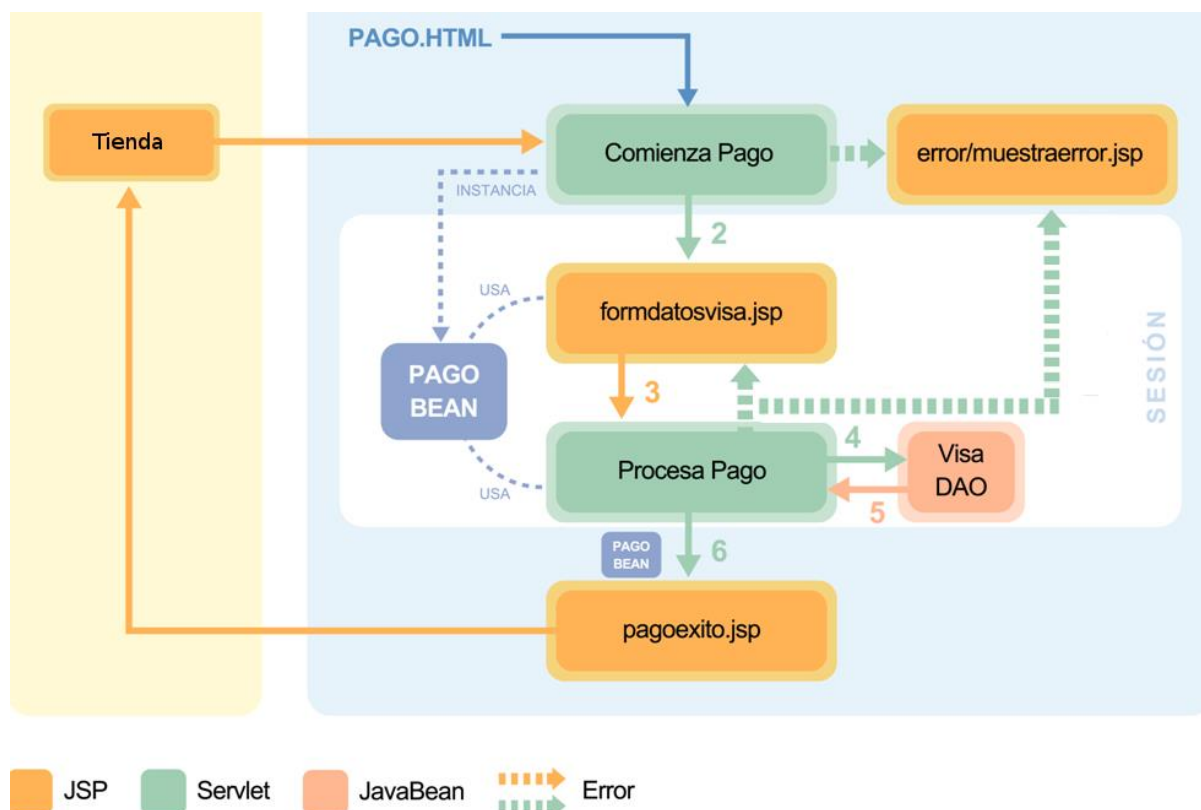 PAGO.HTML
Tienda
Comienza Pago
error/muestraerror.jsp
INSTANCIA
2
USA
formdatosvisa.jsp
SESIÓN
PAGO
BEAN
3
4
Procesa Pago
Visa
DAO
USA
5
PAGO
BEAN
6
pagoexito.jsp
JSP
Servlet
JavaBean
Error